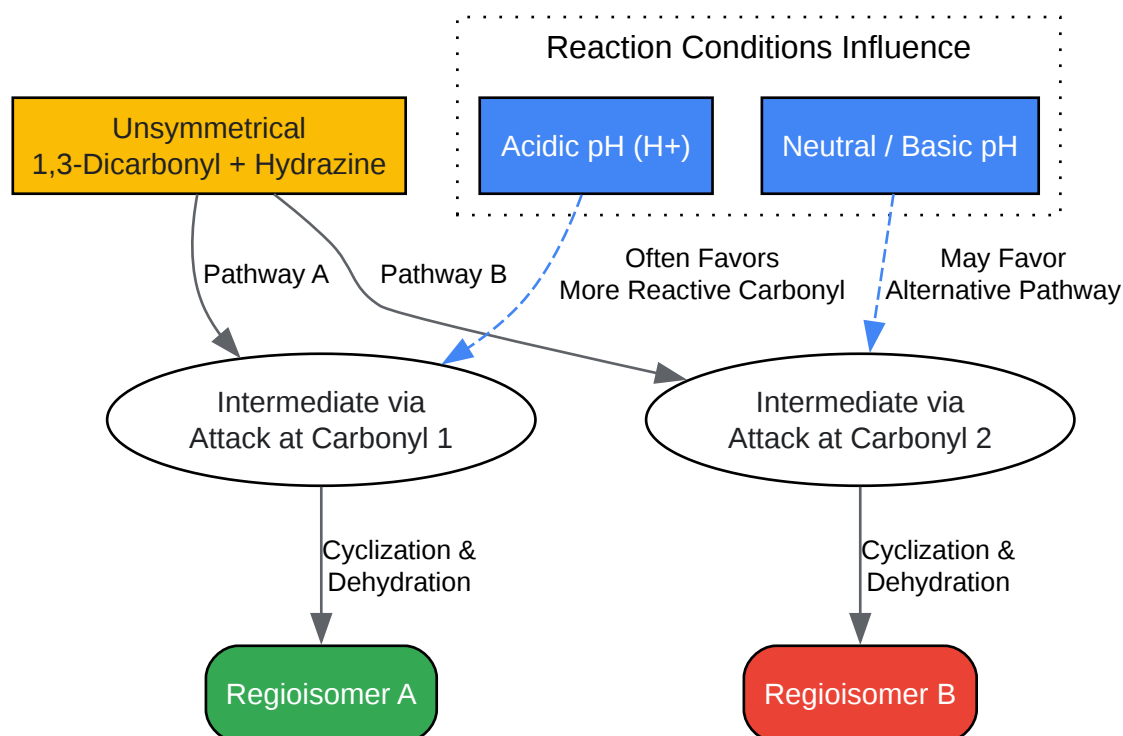 Reaction Conditions Influence
Unsymmetrical
1,3-Dicarbonyl + Hydrazine
Acidic pH (H+)
Neutral / Basic pH
Pathway A
Pathway B
Often Favors
More Reactive Carbonyl
May Favor
Alternative Pathway
Intermediate via
Attack at Carbonyl 1
Intermediate via
Attack at Carbonyl 2
Cyclization &
Dehydration
Cyclization &
Dehydration
Regioisomer A
Regioisomer B